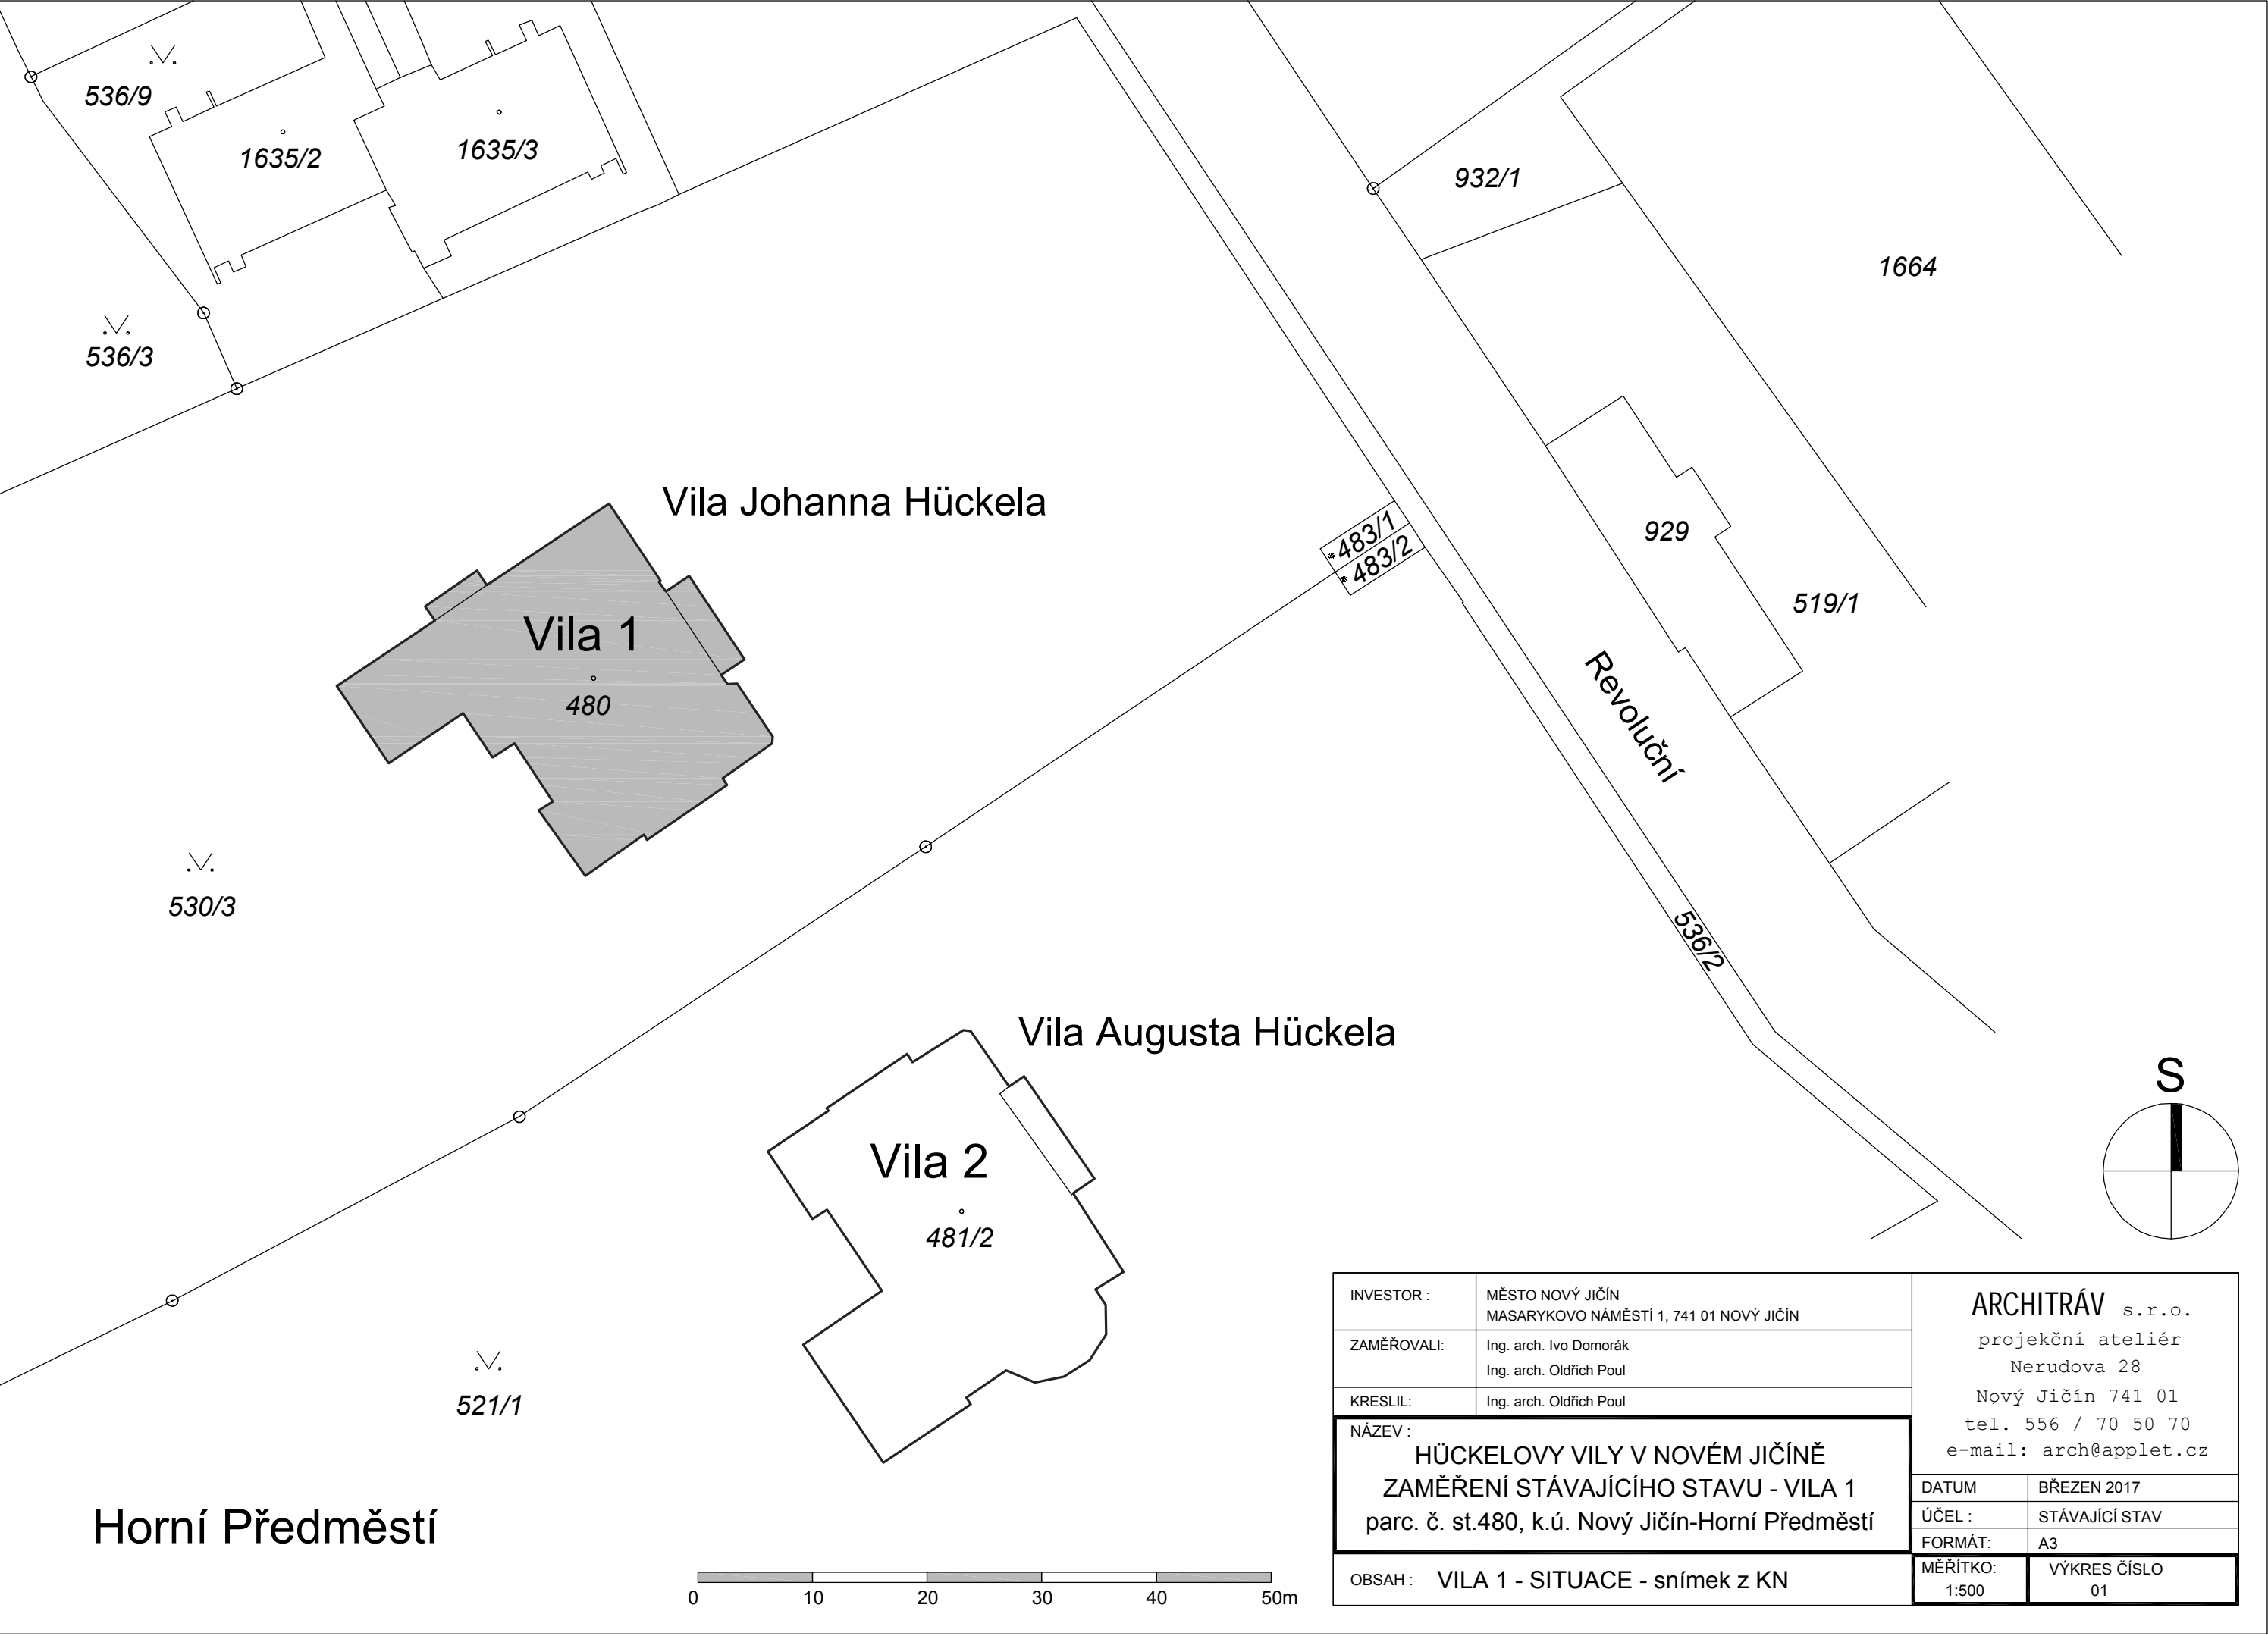 536/9
1635/2
1635/3
932/1
1664
536/3
Vila Johanna Hückela
483/1
483/2
929
519/1
Vila 1
480
Revoluční
530/3
536/2
Vila Augusta Hückela
S
Vila 2
481/2
521/1
Horní Předměstí
0 10 20 30 40 50m
INVESTOR : MĚSTO NOVÝ JIČÍN
MASARYKOVO NÁMĚSTÍ 1, 741 01 NOVÝ JIČÍN
ZAMĚŘOVALI: Ing. arch. Ivo Domorák
Ing. arch. Oldřich Poul
KRESLIL: Ing. arch. Oldřich Poul
NÁZEV :
HÜCKELOVY VILY V NOVÉM JIČÍNĚ
ZAMĚŘENÍ STÁVAJÍCÍHO STAVU - VILA 1
parc. č. st.480, k.ú. Nový Jičín-Horní Předměstí
OBSAH : VILA 1 - SITUACE - snímek z KN
ARCHITRÁV s.r.o.
projekční ateliér
Nerudova 28
Nový Jičín 741 01
tel. 556 / 70 50 70
e-mail: arch@applet.cz
DATUM BŘEZEN 2017
ÚČEL : STÁVAJÍCÍ STAV
FORMÁT: A3
MĚŘÍTKO: VÝKRES ČÍSLO
1:500 01